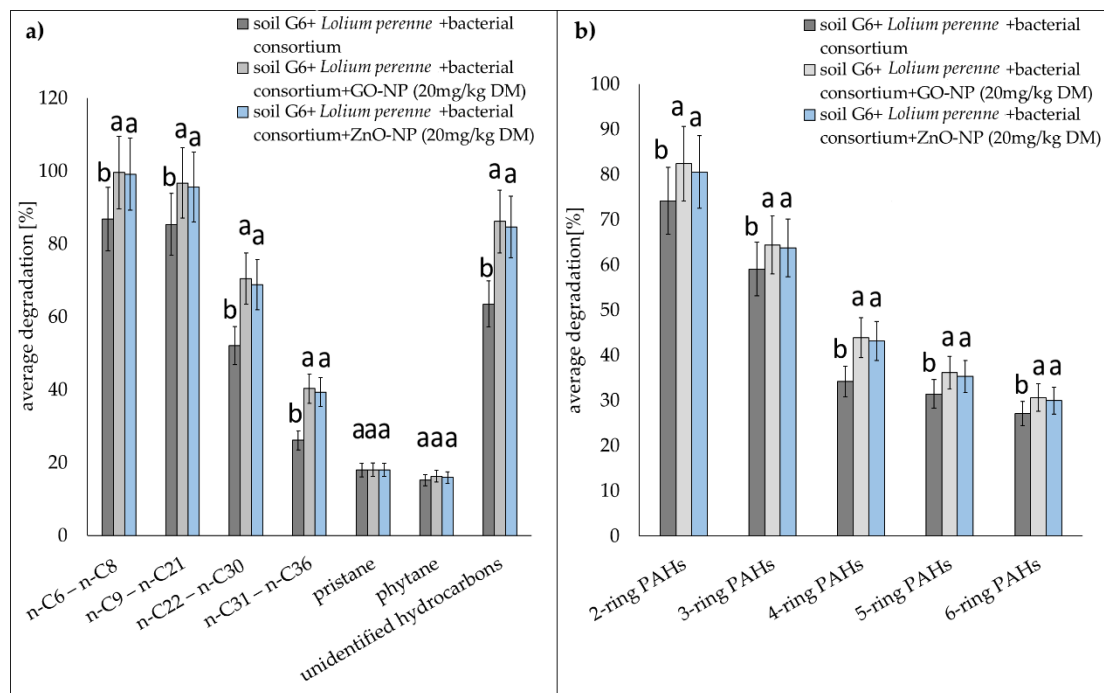 a)
soil G6+ Lolium perenne +bacterial
consortium
soil G6+ Lolium perenne +bacterial
consortium+GO-NP (20mg/kg DM)
soil G6+ Lolium perenne +bacterial
consortium+ZnO-NP (20mg/kg DM)
average degradation [%]
120
100
80
60
40
20
0
b a a
b a a
b a a
b a a
a a a
a a a
b a a
n-C6 – n-C8
n-C9 – n-C21
n-C22 – n-C30
n-C31 – n-C36
pristane
phytane
unidentified hydrocarbons
b)
soil G6+ Lolium perenne +bacterial
consortium
soil G6+ Lolium perenne +bacterial
consortium+GO-NP (20mg/kg DM)
soil G6+ Lolium perenne +bacterial
consortium+ZnO-NP (20mg/kg DM)
average degradation[%]
100
90
80
70
60
50
40
30
20
10
0
b a a
b a a
b a a
b a a
b a a
2-ring PAHs
3-ring PAHs
4-ring PAHs
5-ring PAHs
6-ring PAHs